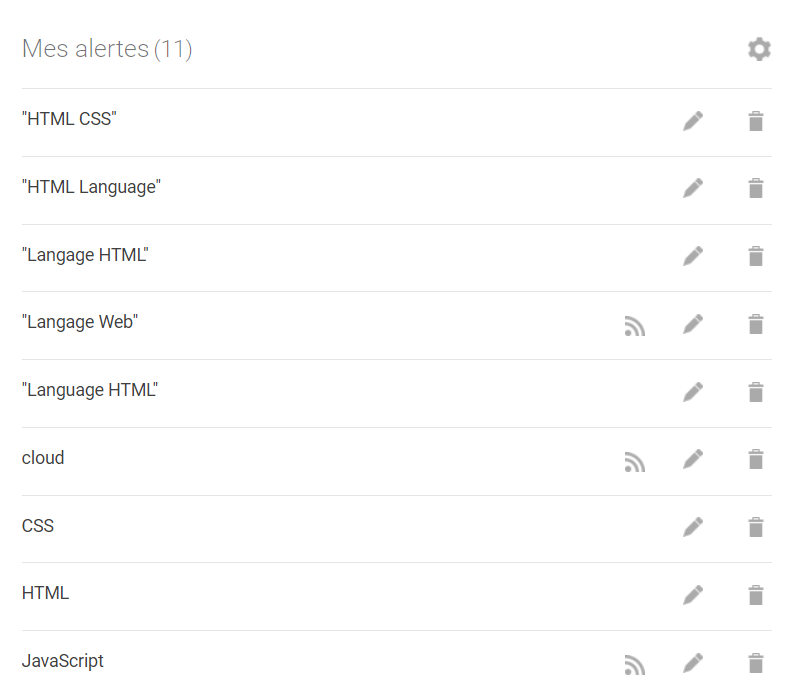 Mes alertes (11)
"HTML CSS"
"HTML Language"
"Langage HTML"
"Langage Web"
"Language HTML"
cloud
CSS
HTML
JavaScript